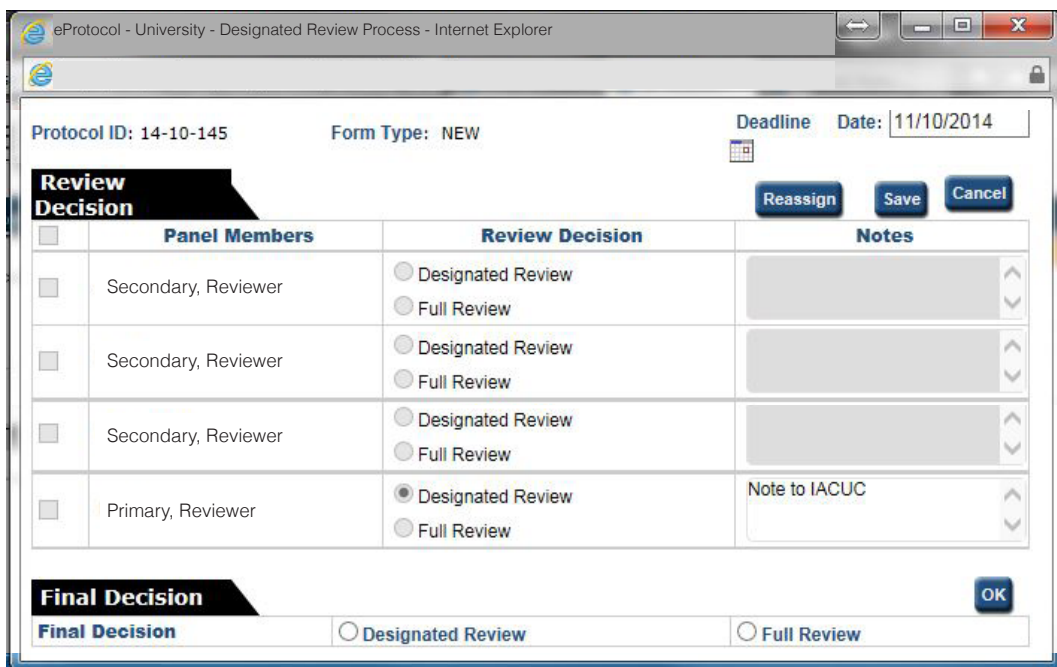 eProtocol - University - Designated Review Process - Internet Explorer
Protocol ID: 14-10-145 Form Type: NEW Deadline Date: 11/10/2014
Review
Decision
Reassign Save Cancel
Panel Members Review Decision Notes
Secondary, Reviewer
Designated Review
Full Review
Secondary, Reviewer
Designated Review
Full Review
Secondary, Reviewer
Designated Review
Full Review
Primary, Reviewer
Designated Review
Full Review
Note to IACUC
Final Decision
OK
Final Decision Designated Review Full Review